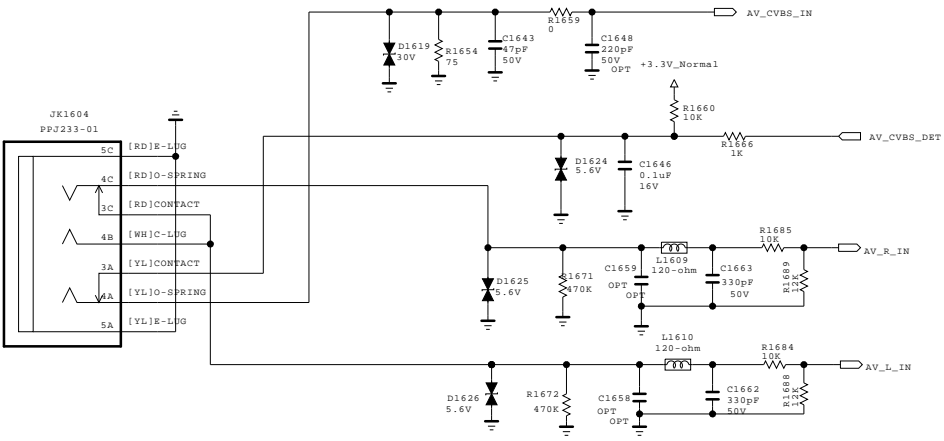 R1659
0
AV_CVBS_IN
D1619
30V
R1654
75
C1643
47pF
50V
C1648
220pF
50V
OPT
+3.3V_Normal
R1660
10K
JK1604
PPJ233-01
R1666
1K
AV_CVBS_DET
5C
[RD]E-LUG
D1624
5.6V
C1646
0.1uF
16V
4C
[RD]O-SPRING
3C
[RD]CONTACT
4B
[WH]C-LUG
3A
[YL]CONTACT
4A
[YL]O-SPRING
5A
[YL]E-LUG
R1685
10K
AV_R_IN
L1609
120-ohm
D1625
5.6V
R1671
470K
C1659
OPT
OPT
C1663
330pF
50V
R1689
12K
L1610
120-ohm
R1684
10K
AV_L_IN
D1626
5.6V
R1672
470K
C1658
OPT
OPT
C1662
330pF
50V
R1688
12K